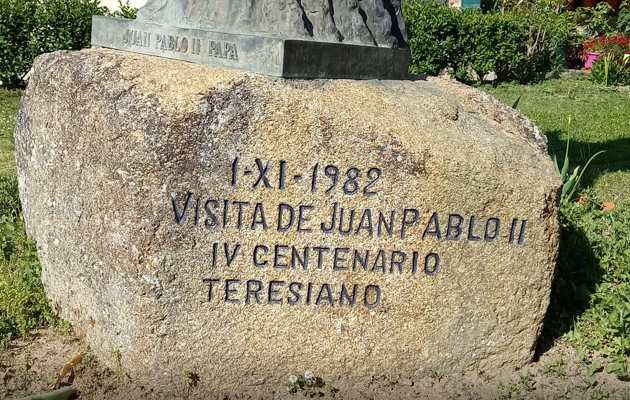 JUAN PABLO II PAPA
1-XI-1982
VISITA DE JUAN PABLO II
IV CENTENARIO
TERESIANO